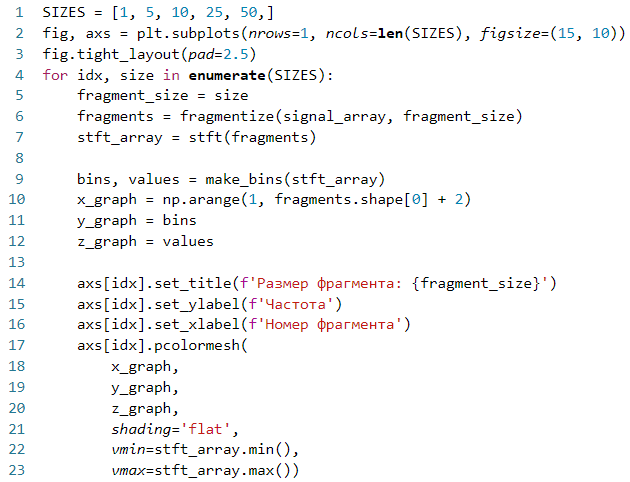 1 SIZES = [1, 5, 10, 25, 50,]
2 fig, axs = plt.subplots(nrows=1, ncols=len(SIZES), figsize=(15, 10))
3 fig.tight_layout(pad=2.5)
4 for idx, size in enumerate(SIZES):
5     fragment_size = size
6     fragments = fragmentize(signal_array, fragment_size)
7     stft_array = stft(fragments)
8
9     bins, values = make_bins(stft_array)
10     x_graph = np.arange(1, fragments.shape[0] + 2)
11     y_graph = bins
12     z_graph = values
13
14     axs[idx].set_title(f'Размер фрагмента: {fragment_size}')
15     axs[idx].set_ylabel(f'Частота')
16     axs[idx].set_xlabel(f'Номер фрагмента')
17     axs[idx].pcolormesh(
18         x_graph,
19         y_graph,
20         z_graph,
21         shading='flat',
22         vmin=stft_array.min(),
23         vmax=stft_array.max())